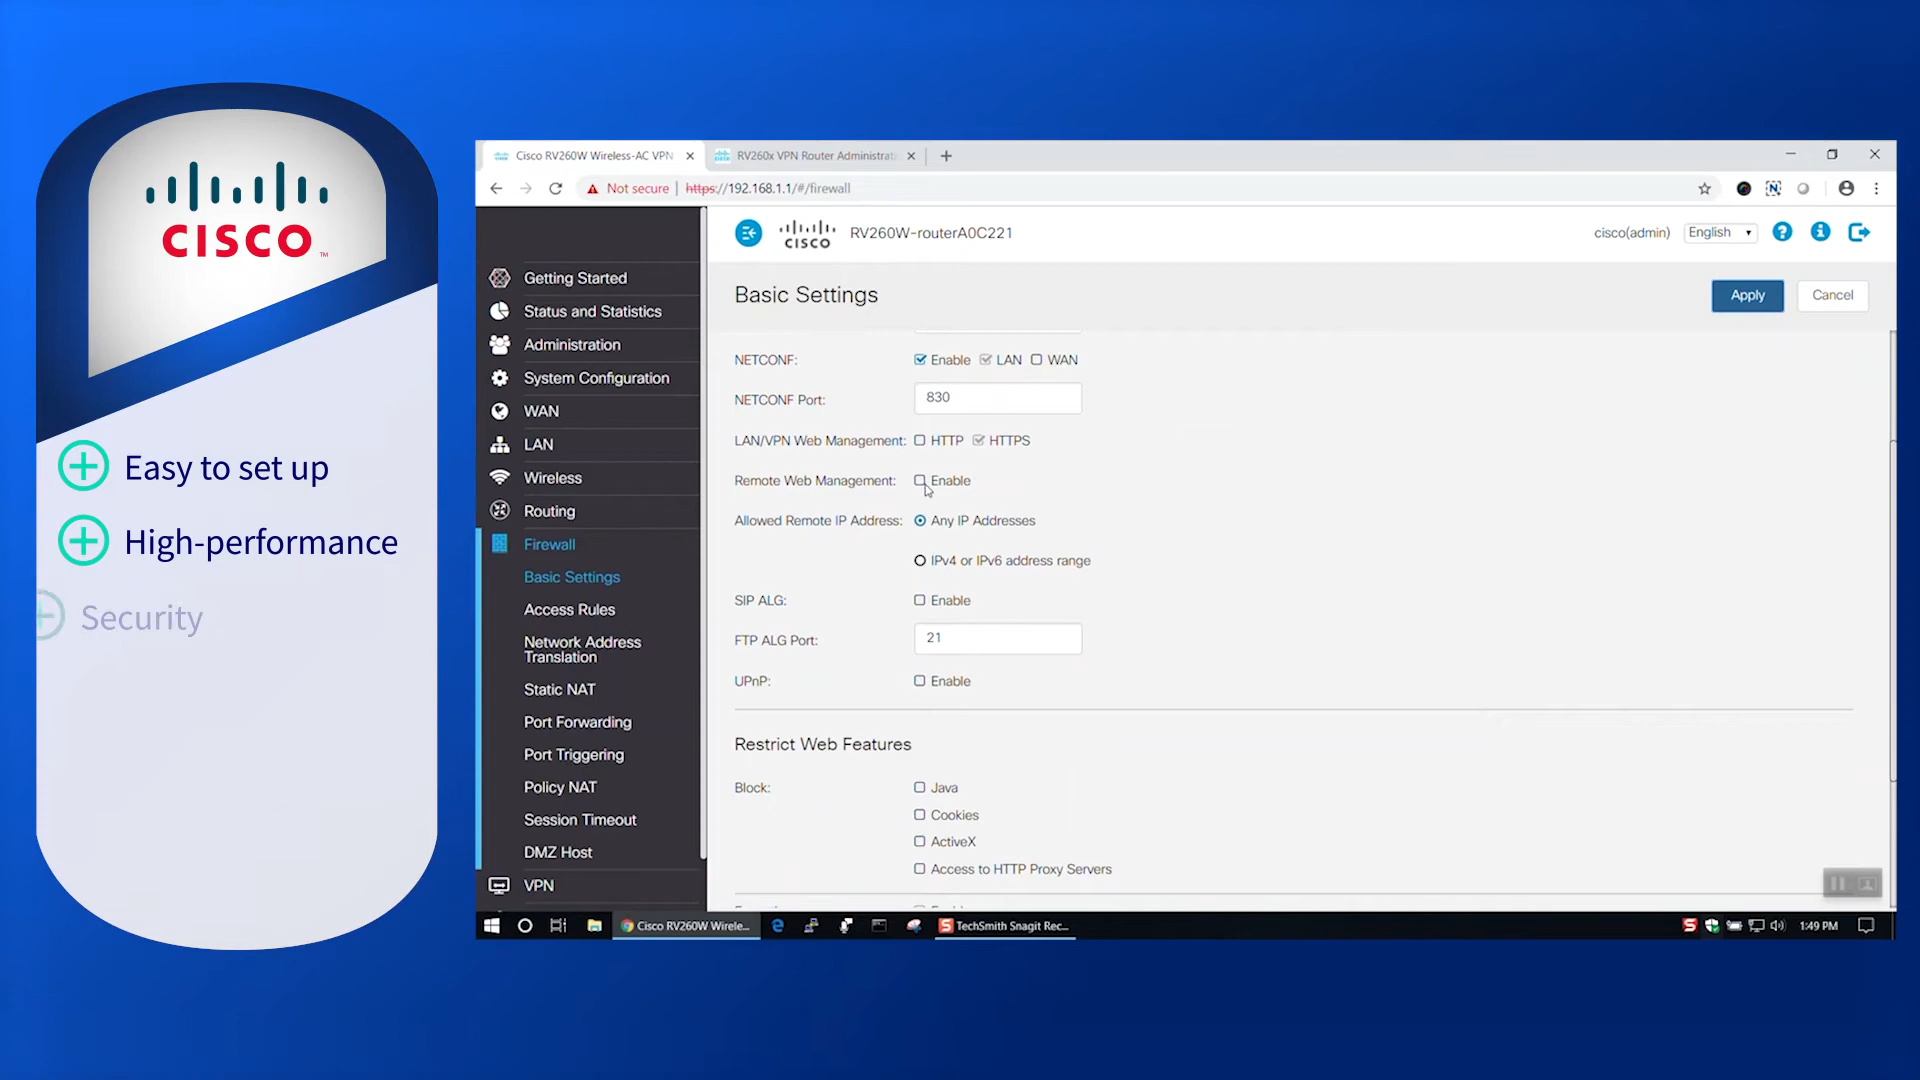 CISCO
™
Easy to set up
High-performance
Security
Cisco RV260W Wireless-AC VPN
RV260x VPN Router Administrat
Not secure
https://192.168.1.1/#/firewall
CISCO
RV260W-routerA0C221
cisco(admin)
English
Getting Started
Status and Statistics
Administration
System Configuration
WAN
LAN
Wireless
Routing
Firewall
Basic Settings
Access Rules
Network Address
Translation
Static NAT
Port Forwarding
Port Triggering
Policy NAT
Session Timeout
DMZ Host
VPN
Basic Settings
Apply
Cancel
NETCONF: Enable LAN WAN
NETCONF Port: 830
LAN/VPN Web Management: HTTP HTTPS
Remote Web Management: Enable
Allowed Remote IP Address: Any IP Addresses
IPv4 or IPv6 address range
SIP ALG: Enable
FTP ALG Port: 21
UPnP: Enable
Restrict Web Features
Block: Java
Cookies
ActiveX
Access to HTTP Proxy Servers
Cisco RV260W Wirele...
TechSmith Snagit Rec...
1:49 PM